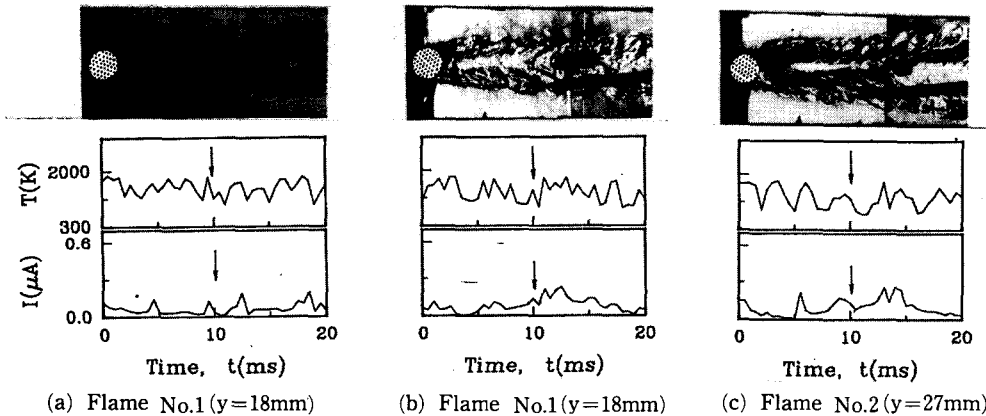 T(K)
2000
300
I(μA)
0.6
0.0
0 10 20
0 10 20
0 10 20
Time, t(ms)
Time, t(ms)
Time, t(ms)
(a) Flame No.1(y=18mm)
(b) Flame No.1(y=18mm)
(c) Flame No.2(y=27mm)